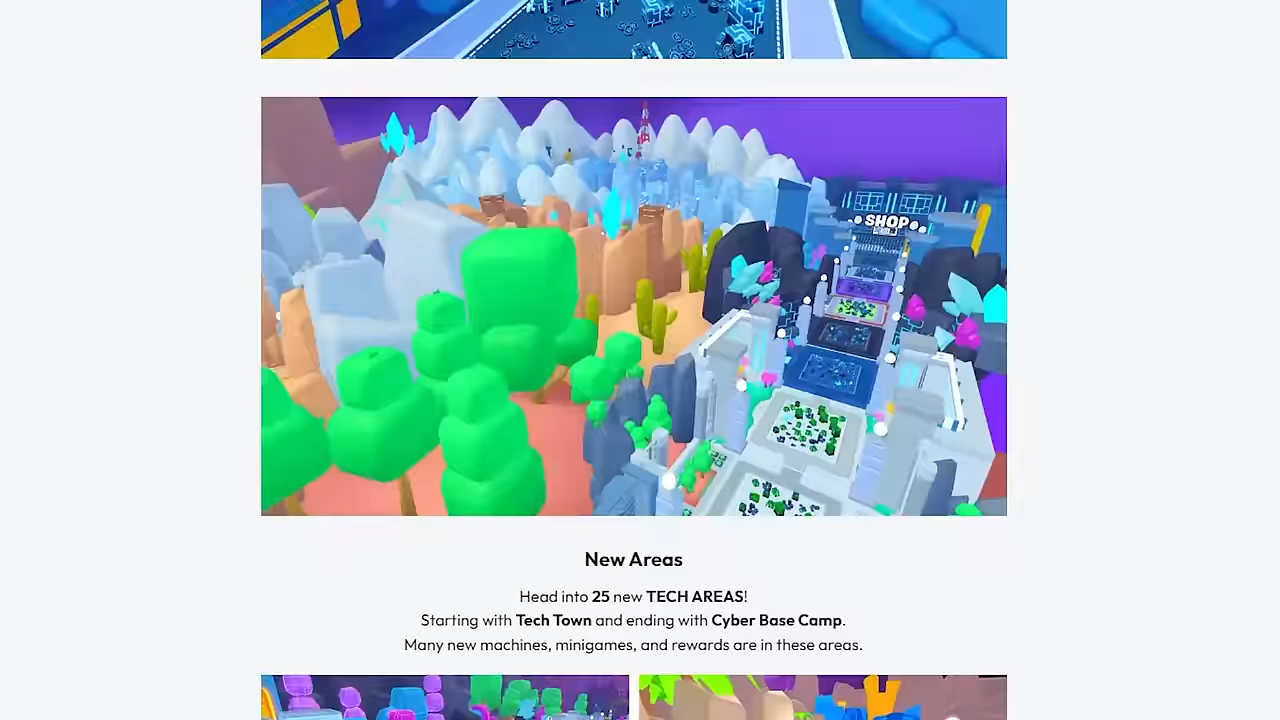 SHOP
New Areas
Head into 25 new TECH AREAS!
Starting with Tech Town and ending with Cyber Base Camp.
Many new machines, minigames, and rewards are in these areas.